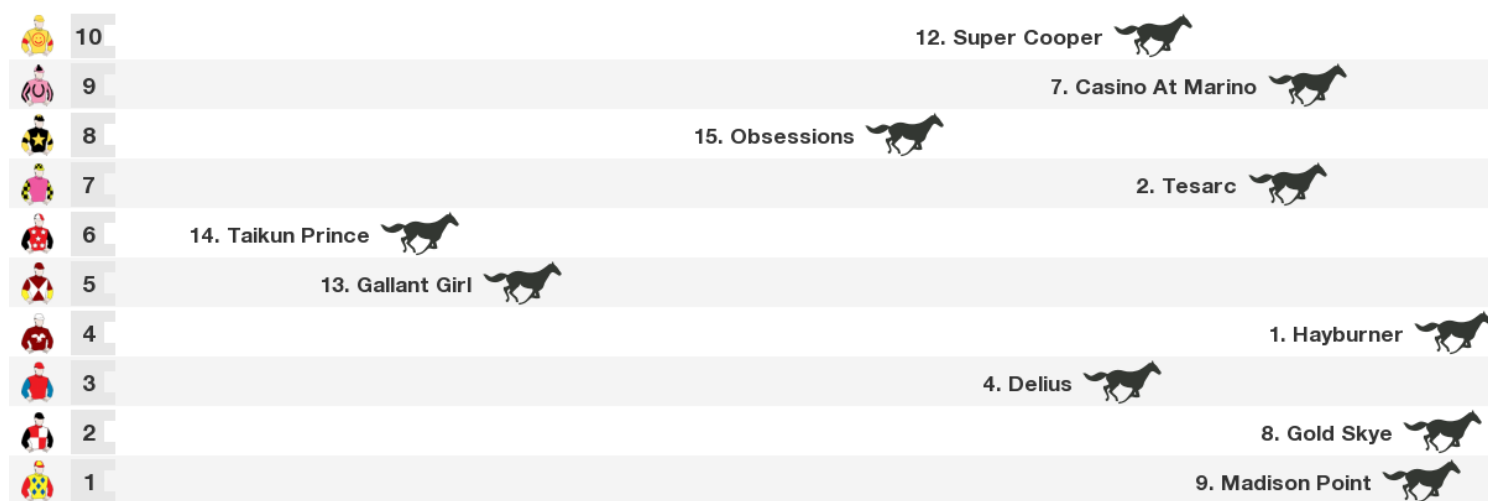 10 12. Super Cooper
9 7. Casino At Marino
8 15. Obsessions
7 2. Tesarc
6 14. Taikun Prince
5 13. Gallant Girl
4 1. Hayburner
3 4. Delius
2 8. Gold Skye
1 9. Madison Point